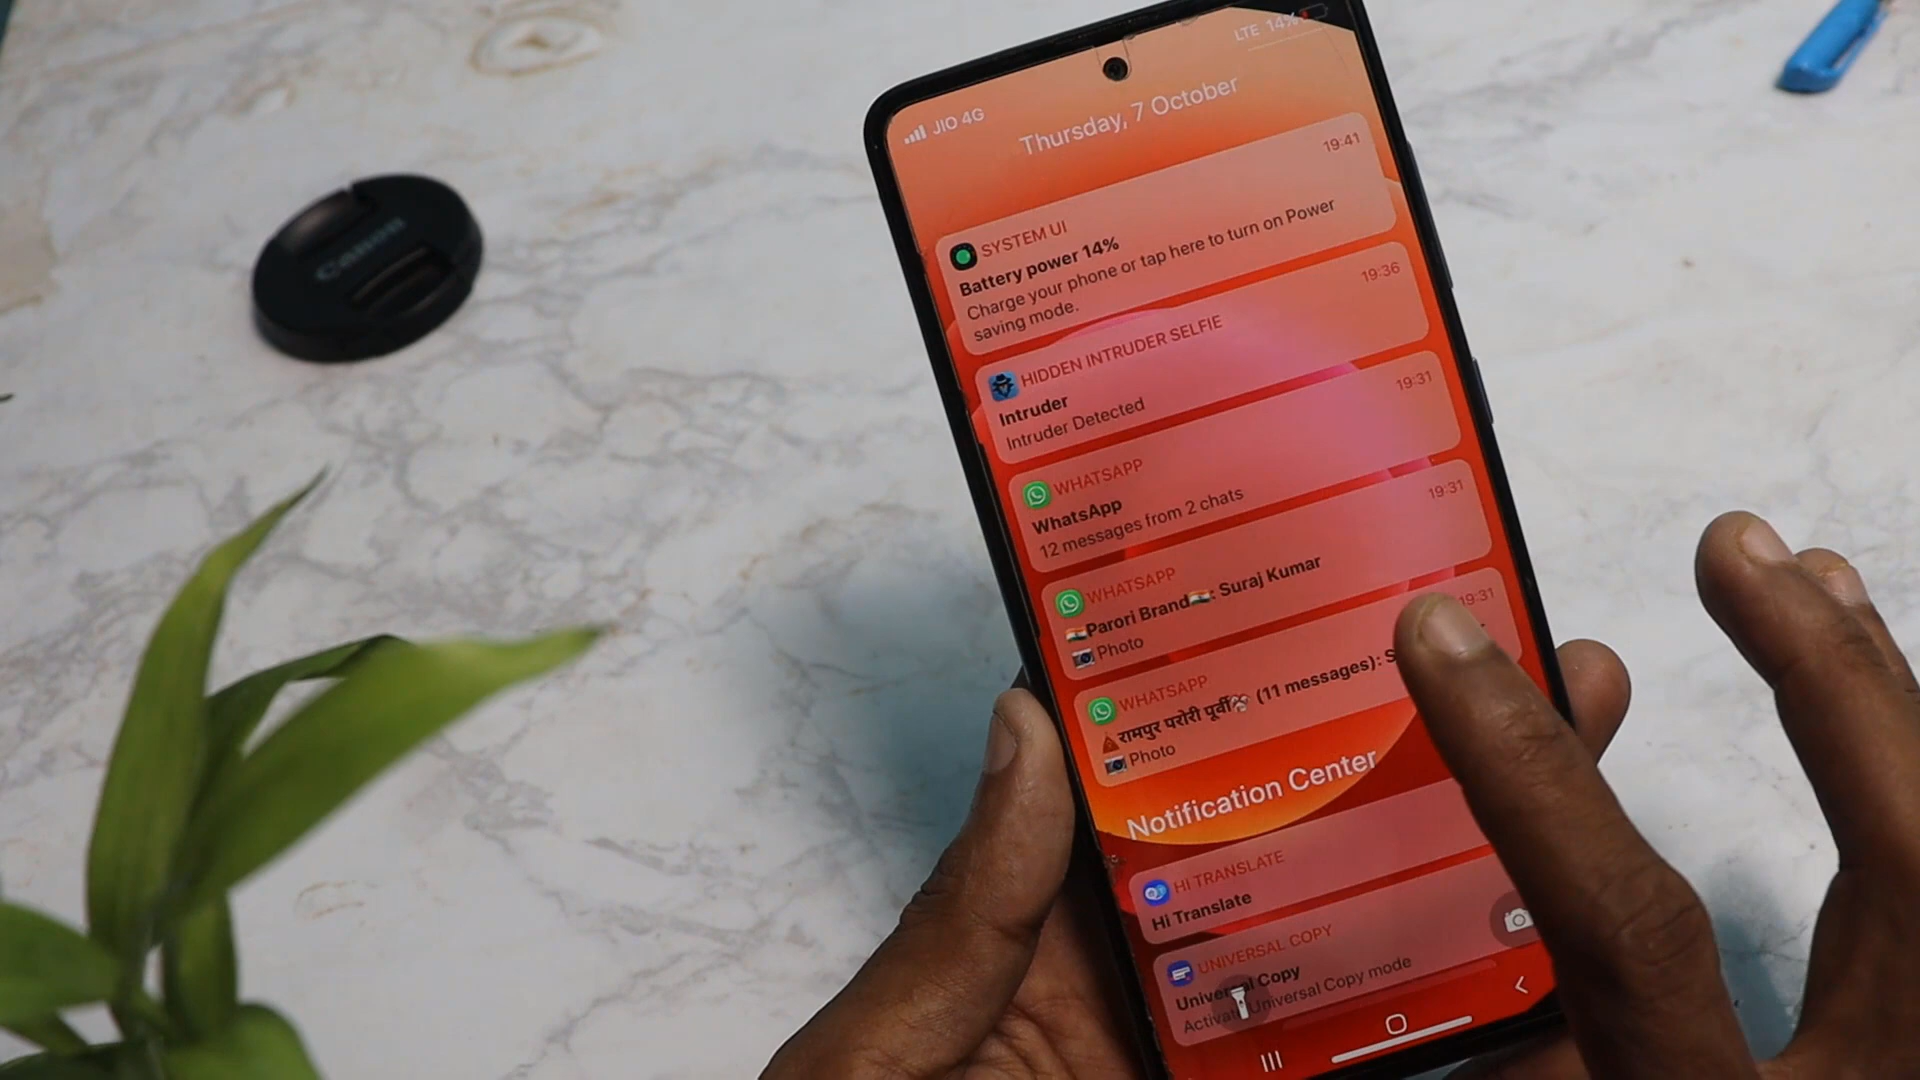 Canon
JIO 4G
LTE 14%
Thursday, 7 October
SYSTEM UI
19:41
Battery power 14%
Charge your phone or tap here to turn on Power
saving mode.
HIDDEN INTRUDER SELFIE
19:36
Intruder
Intruder Detected
WHATSAPP
19:31
WhatsApp
12 messages from 2 chats
WHATSAPP
19:31
🇮🇳Parori Brand🇮🇳: Suraj Kumar
📷 Photo
WHATSAPP
19:31
रामपुर परोरी पूर्वी (11 messages): S
📷 Photo
Notification Center
HI TRANSLATE
Hi Translate
UNIVERSAL COPY
Universal Copy
Activate Universal Copy mode